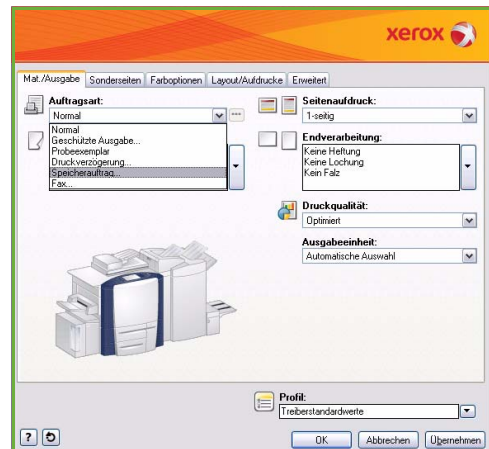 xerox
Mat./Ausgabe Sonderseiten Farboptionen Layout/Aufdrucke Erweitert
Auftragsart:
Normal
Normal
Geschützte Ausgabe...
Probeexemplar
Druckverzögerung...
Speicherauftrag...
Fax...
Seitenaufdruck:
1-seitig
Endverarbeitung:
Keine Heftung
Keine Lochung
Kein Falz
Druckqualität:
Optimiert
Ausgabeeinheit:
Automatische Auswahl
Profil:
Treiberstandardwerte
? OK Abbrechen Übernehmen